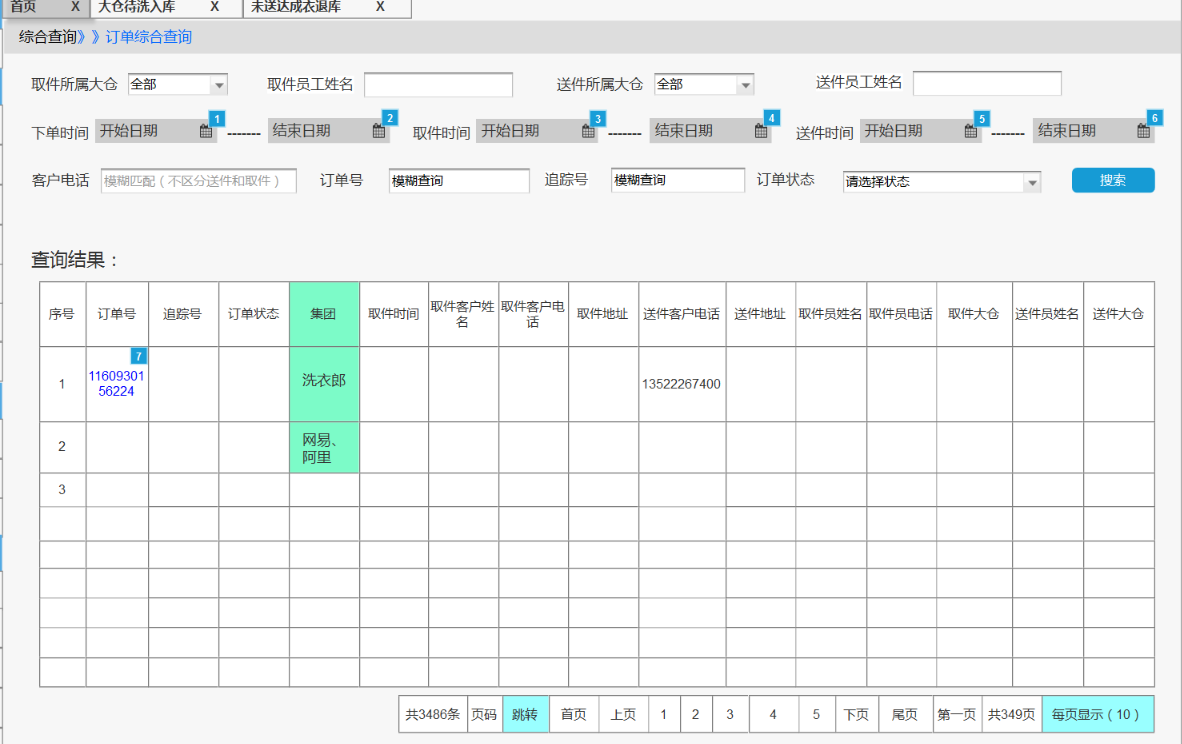 首页 X 大仓待洗入库 X 未送达成衣退库 X
综合查询》》订单综合查询
取件所属大仓 全部 取件员工姓名 送件所属大仓 全部 送件员工姓名
下单时间 开始日期 1 ------- 结束日期 2 取件时间 开始日期 3 ------- 结束日期 4 送件时间 开始日期 5 ------- 结束日期 6
客户电话 模糊匹配（不区分送件和取件） 订单号 模糊查询 追踪号 模糊查询 订单状态 请选择状态 搜索
查询结果：
序号 订单号 追踪号 订单状态 集团 取件时间 取件客户姓名 取件客户电话 取件地址 送件客户电话 送件地址 取件员姓名 取件员电话 取件大仓 送件员姓名 送件大仓
7
1 1160930156224 洗衣郎 13522267400
2 网易、阿里
3
共3486条 页码 跳转 首页 上页 1 2 3 4 5 下页 尾页 第一页 共349页 每页显示（10）